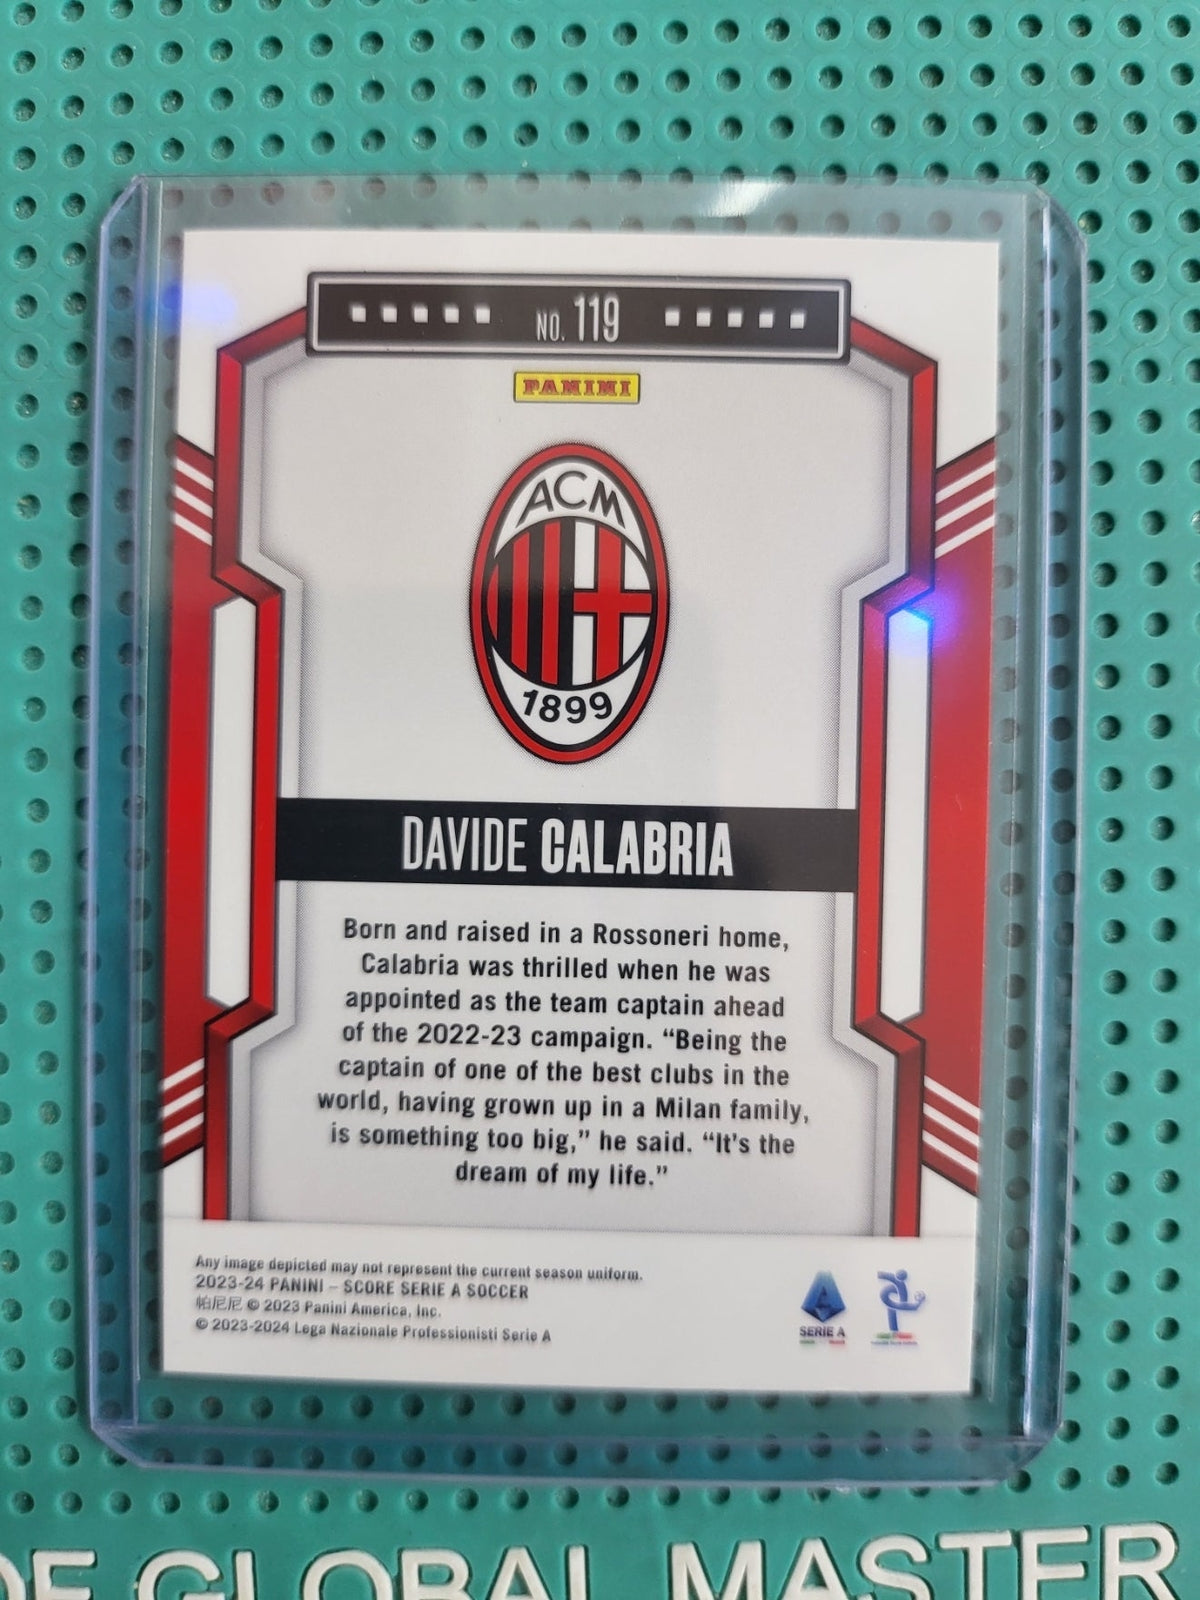 NO. 119
PANINI
ACM
1899
DAVIDE CALABRIA
Born and raised in a Rossoneri home,
Calabria was thrilled when he was
appointed as the team captain ahead
of the 2022-23 campaign. “Being the
captain of one of the best clubs in the
world, having grown up in a Milan family,
is something too big,” he said. “It's the
dream of my life.”
Any image depicted may not represent the current season uniform.
2023-24 PANINI – SCORE SERIE A SOCCER
帕尼尼 © 2023 Panini America, Inc.
© 2023-2024 Lega Nazionale Professionisti Serie A
SERIE A
OF GLOBAL MASTER